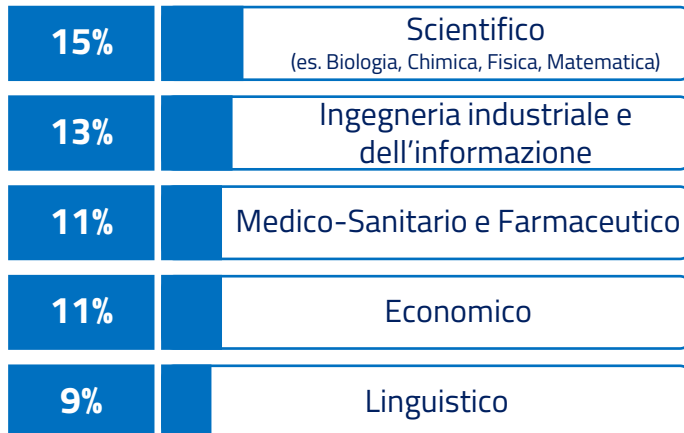 15%
Scientifico
(es. Biologia, Chimica, Fisica, Matematica)
13%
Ingegneria industriale e
dell’informazione
11%
Medico-Sanitario e Farmaceutico
11%
Economico
9%
Linguistico